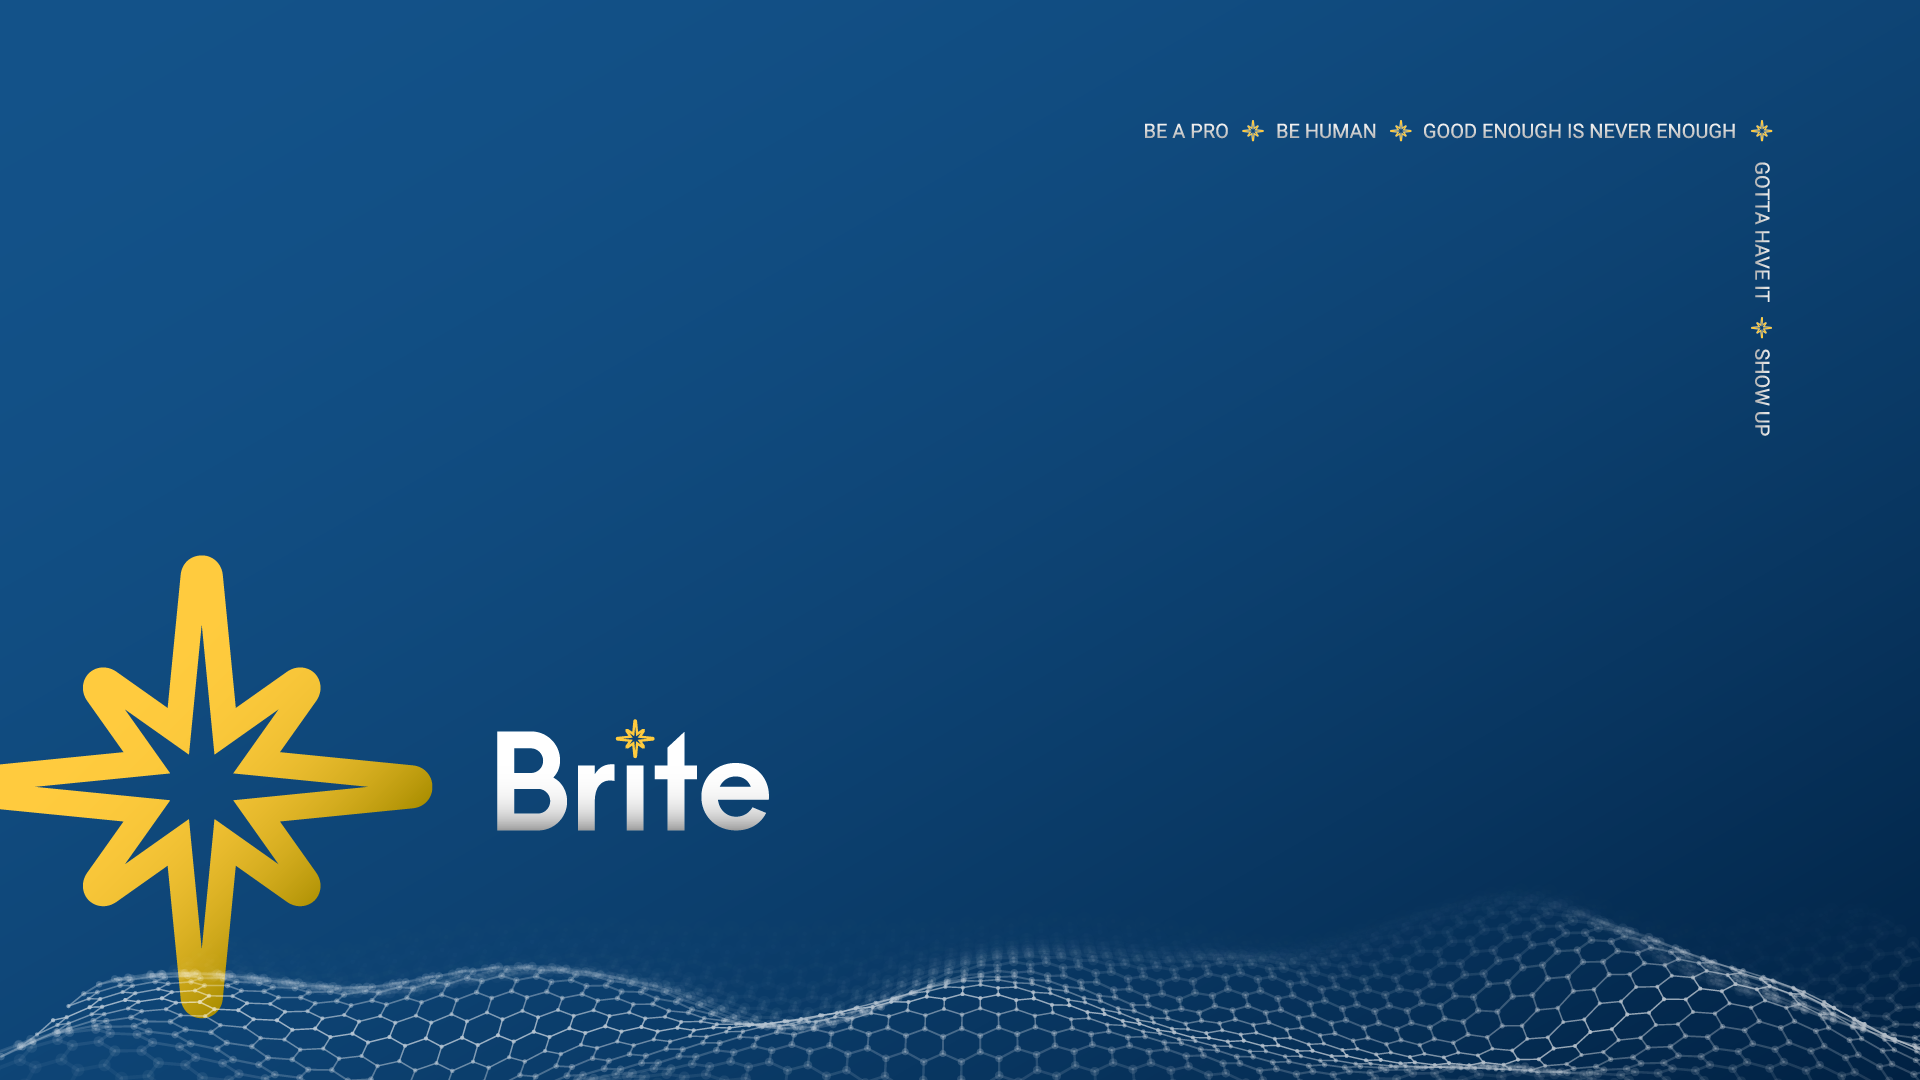 BE A PRO BE HUMAN GOOD ENOUGH IS NEVER ENOUGH
GOTTA HAVE IT SHOW UP
Brite